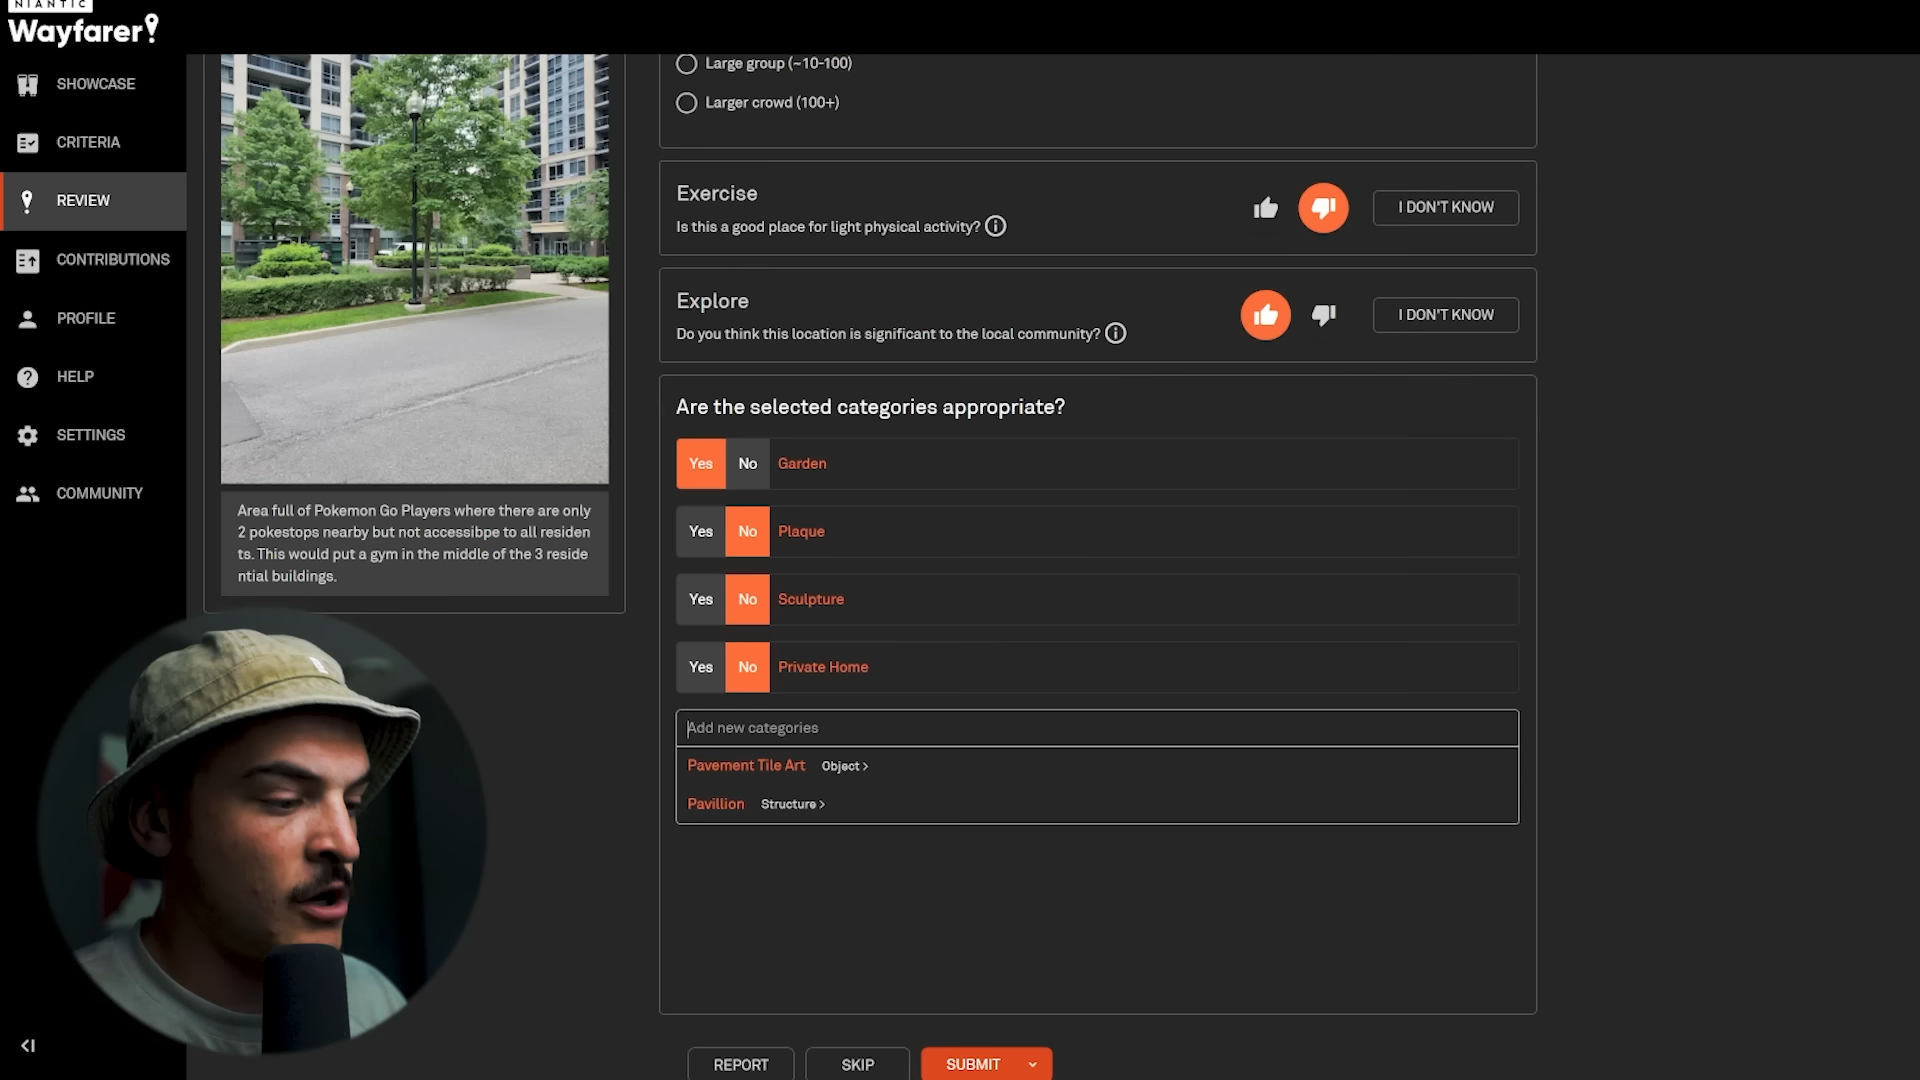 NIANTIC
Wayfarer!
SHOWCASE
CRITERIA
REVIEW
CONTRIBUTIONS
PROFILE
HELP
SETTINGS
COMMUNITY
Area full of Pokemon Go Players where there are only
2 pokestops nearby but not accessibpe to all residen
ts. This would put a gym in the middle of the 3 reside
ntial buildings.
Large group (~10-100)
Larger crowd (100+)
Exercise
Is this a good place for light physical activity?
I DON'T KNOW
Explore
Do you think this location is significant to the local community?
I DON'T KNOW
Are the selected categories appropriate?
Yes No Garden
Yes No Plaque
Yes No Sculpture
Yes No Private Home
Add new categories
Pavement Tile Art Object >
Pavillion Structure >
REPORT SKIP SUBMIT